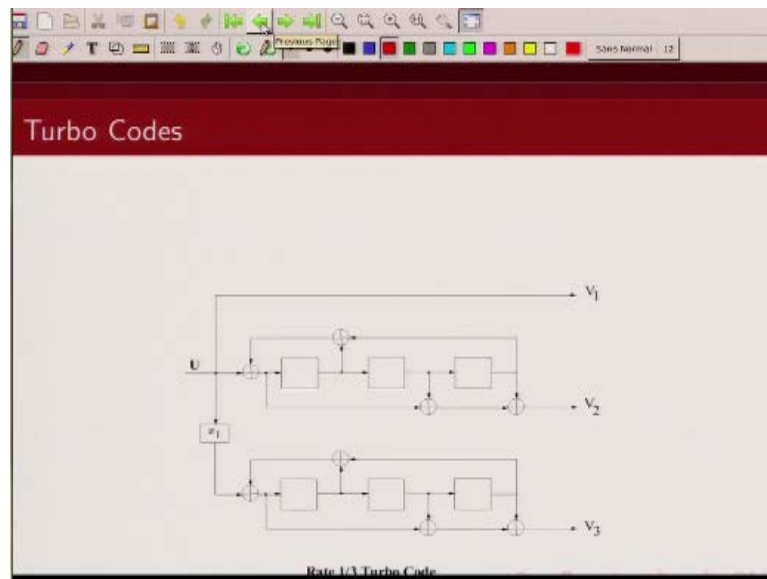 Previous Page
Sans Normal 12
Turbo Codes
V1
U
V2
π1
V3
Rate 1/3 Turbo Code